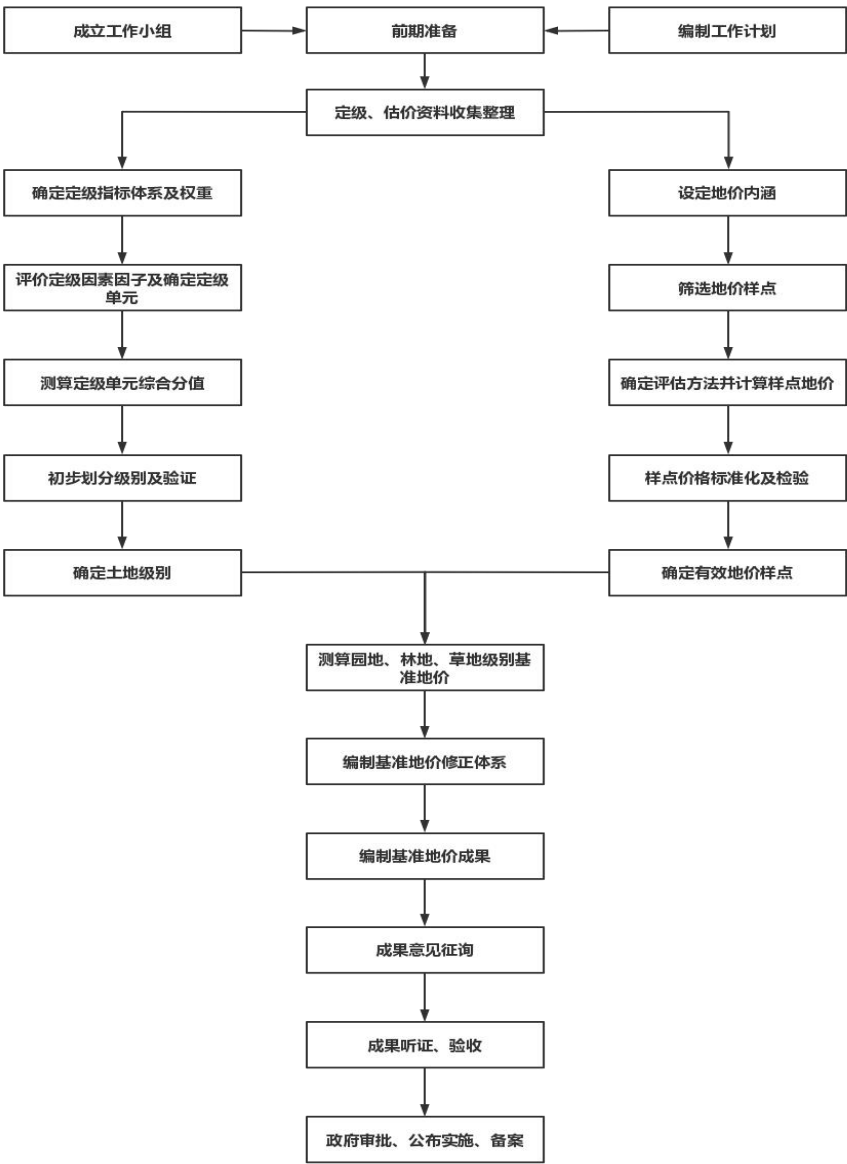 成立工作小组
前期准备
编制工作计划
定级、估价资料收集整理
确定定级指标体系及权重
设定地价内涵
评价定级因素因子及确定定级
单元
筛选地价样点
测算定级单元综合分值
确定评估方法并计算样点地价
初步划分级别及验证
样点价格标准化及检验
确定土地级别
确定有效地价样点
测算园地、林地、草地级别基
准地价
编制基准地价修正体系
编制基准地价成果
成果意见征询
成果听证、验收
政府审批、公布实施、备案